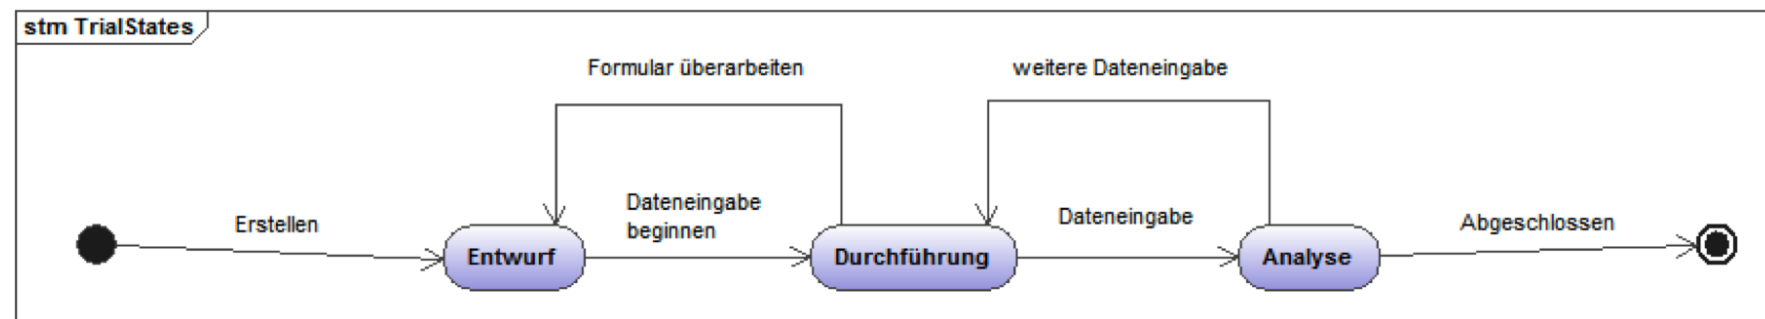 stm TrialStates
Formular überarbeiten
weitere Dateneingabe
Erstellen
Dateneingabe
beginnen
Dateneingabe
Abgeschlossen
Entwurf
Durchführung
Analyse